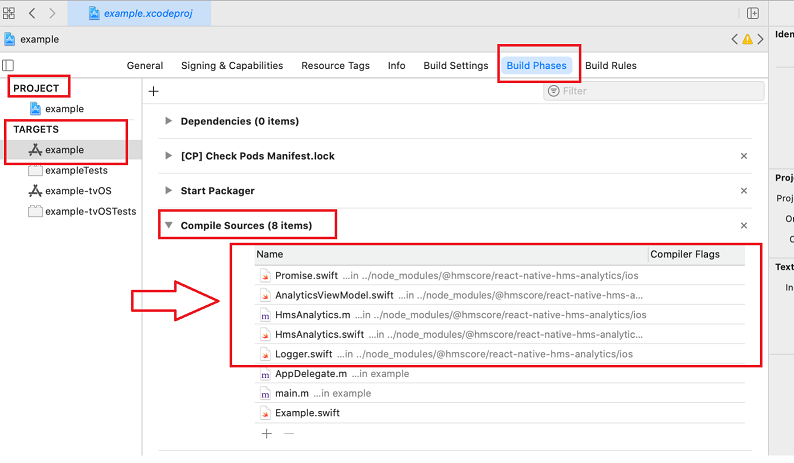 example.xcodeproj
example
Iden
General Signing & Capabilities Resource Tags Info Build Settings Build Phases Build Rules
PROJECT
example
TARGETS
example
exampleTests
example-tvOS
example-tvOSTests
Filter
Dependencies (0 items)
[CP] Check Pods Manifest.lock
Start Packager
Compile Sources (8 items)
Name Compiler Flags
Promise.swift ...in ../node_modules/@hmscore/react-native-hms-analytics/ios
AnalyticsViewModel.swift ...in ../node_modules/@hmscore/react-native-hms-a...
HmsAnalytics.m ...in ../node_modules/@hmscore/react-native-hms-analytics/ios
HmsAnalytics.swift ...in ../node_modules/@hmscore/react-native-hms-analytic...
Logger.swift ...in ../node_modules/@hmscore/react-native-hms-analytics/ios
AppDelegate.m ...in example
main.m ...in example
Example.swift
Proj
Proje
Or
C
Text
In